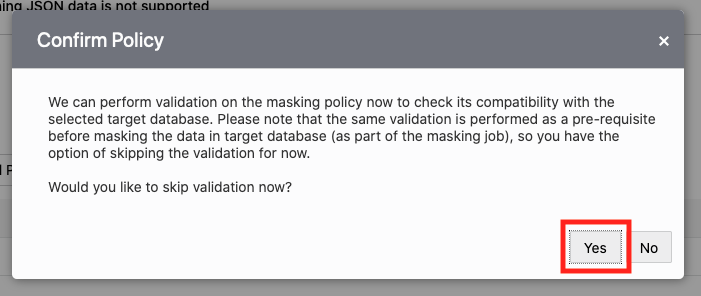 JSON data is not supported
Confirm Policy
×
We can perform validation on the masking policy now to check its compatibility with the
selected target database. Please note that the same validation is performed as a pre-requisite
before masking the data in target database (as part of the masking job), so you have the
option of skipping the validation for now.
Would you like to skip validation now?
Yes No